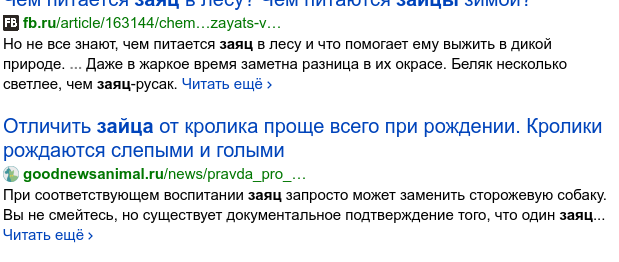 Чем питается заяц в лесу? Чем питаются зайцы зимой?
fb.ru/article/163144/chem…zayats-v…
Но не все знают, чем питается заяц в лесу и что помогает ему выжить в дикой
природе. ... Даже в жаркое время заметна разница в их окрасе. Беляк несколько
светлее, чем заяц-русак. Читать ещё ›
Отличить зайца от кролика проще всего при рождении. Кролики
рождаются слепыми и голыми
goodnewsanimal.ru/news/pravda_pro_…
При соответствующем воспитании заяц запросто может заменить сторожевую собаку.
Вы не смейтесь, но существует документальное подтверждение того, что один заяц...
Читать ещё ›